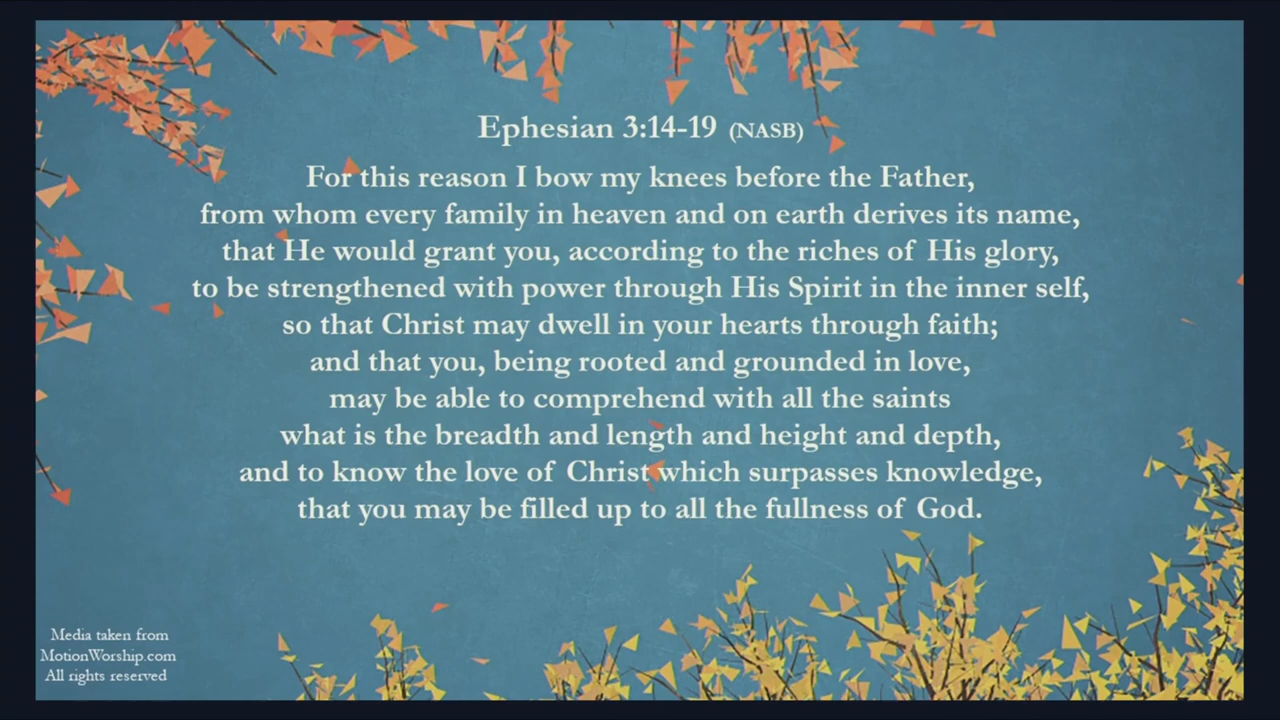 Ephesian 3:14-19 (NASB)
For this reason I bow my knees before the Father,
from whom every family in heaven and on earth derives its name,
that He would grant you, according to the riches of His glory,
to be strengthened with power through His Spirit in the inner self,
so that Christ may dwell in your hearts through faith;
and that you, being rooted and grounded in love,
may be able to comprehend with all the saints
what is the breadth and length and height and depth,
and to know the love of Christ which surpasses knowledge,
that you may be filled up to all the fullness of God.
Media taken from
MotionWorship.com
All rights reserved